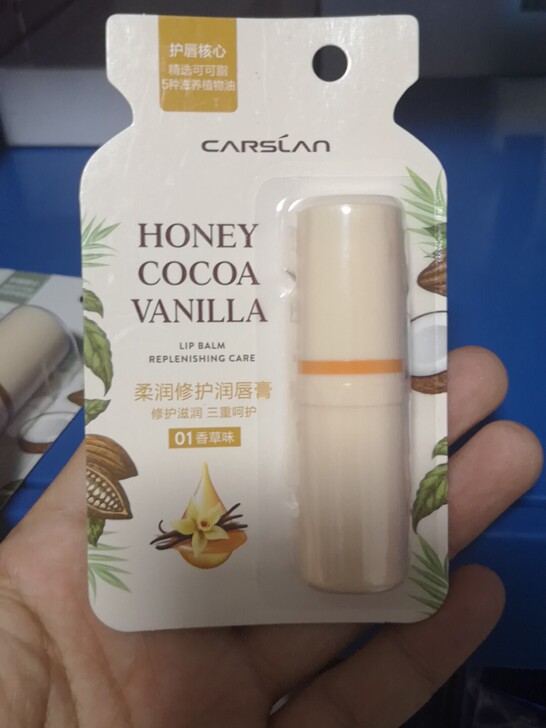 护唇核心
精选可可脂
5种滋养植物油
CARSLAN
HONEY
COCOA
VANILLA
LIP BALM
REPLENISHING CARE
柔润修护润唇膏
修护滋润 三重呵护
01香草味